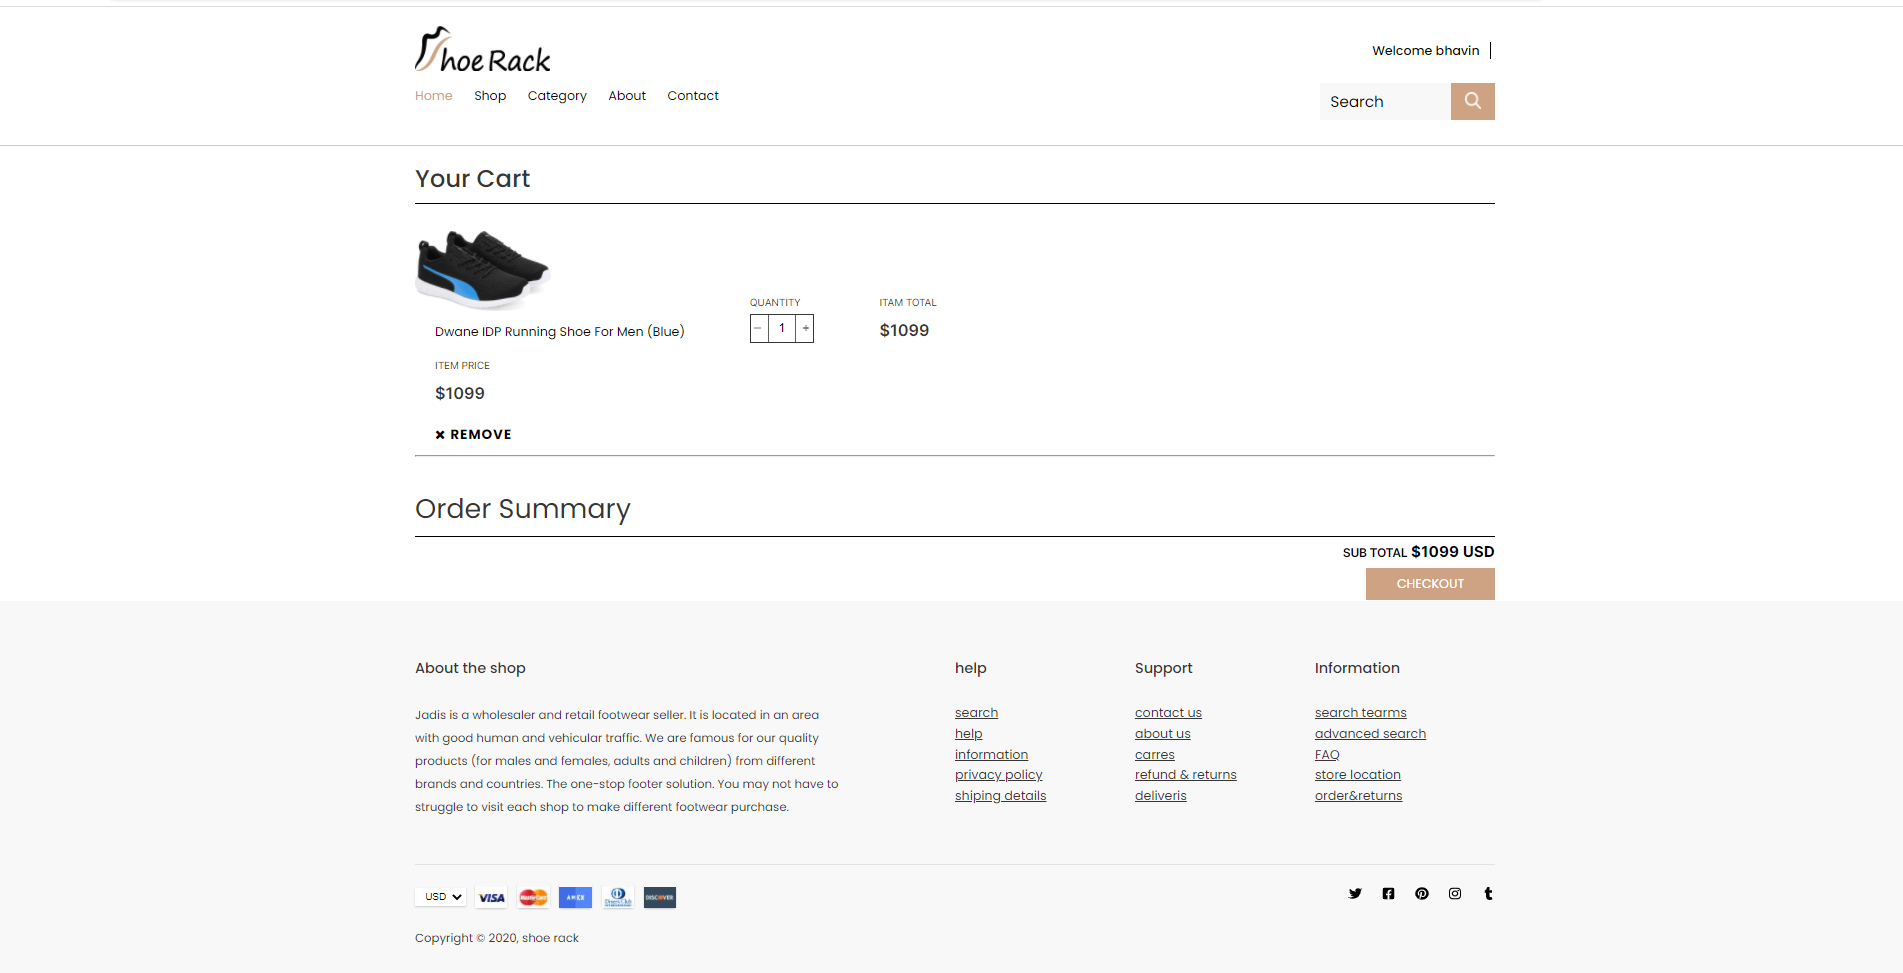 Shoe Rack
Welcome bhavin
Home Shop Category About Contact
Search
Your Cart
QUANTITY ITAM TOTAL
- 1 + $1099
Dwane IDP Running Shoe For Men (Blue)
ITEM PRICE
$1099
✖ REMOVE
Order Summary
SUB TOTAL $1099 USD
CHECKOUT
About the shop
Jadis is a wholesaler and retail footwear seller. It is located in an area
with good human and vehicular traffic. We are famous for our quality
products (for males and females, adults and children) from different
brands and countries. The one-stop footer solution. You may not have to
struggle to visit each shop to make different footwear purchase.
help
search
help
information
privacy policy
shiping details
Support
contact us
about us
carres
refund & returns
deliveris
Information
search tearms
advanced search
FAQ
store location
order&returns
USD VISA MasterCard AMEX Diners Club DISCOVER
Copyright © 2020, shoe rack